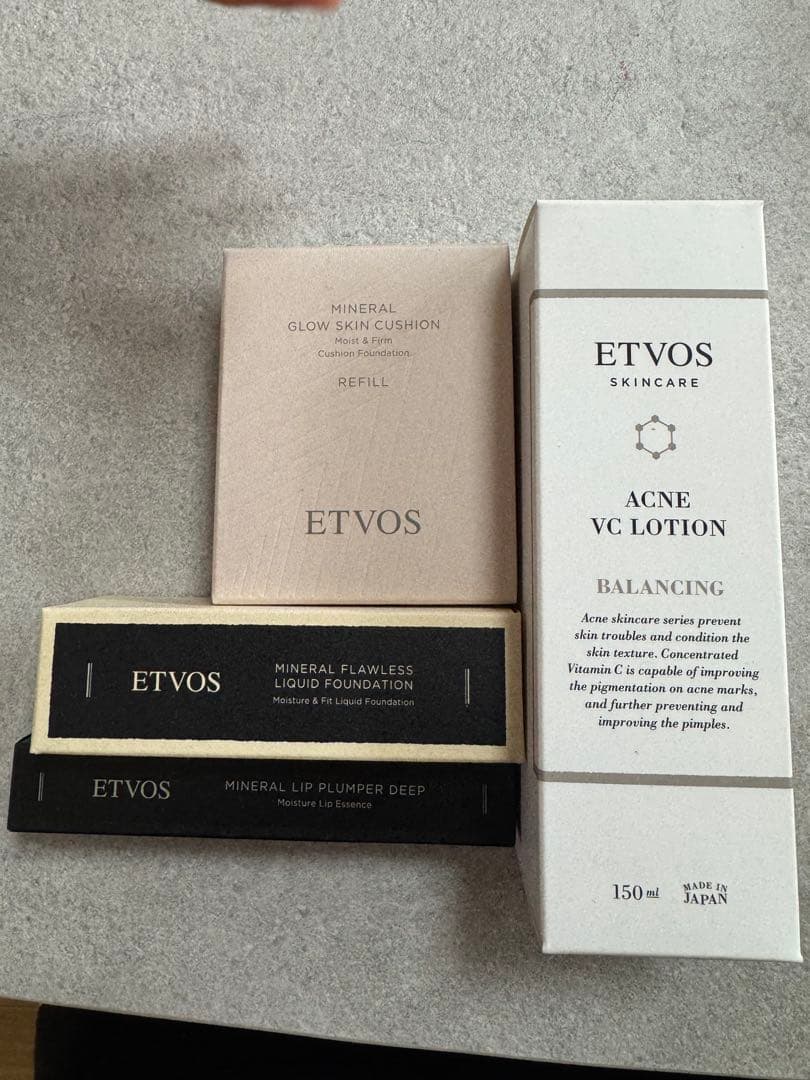 MINERAL
GLOW SKIN CUSHION
Moist & Firm
Cushion Foundation
REFILL
ETVOS
ETVOS
MINERAL FLAWLESS
LIQUID FOUNDATION
Moisture & Fit Liquid Foundation
ETVOS
MINERAL LIP PLUMPER DEEP
Moisture Lip Essence
ETVOS
SKINCARE
ACNE
VC LOTION
BALANCING
Acne skincare series prevent
skin troubles and condition the
skin texture. Concentrated
Vitamin C is capable of improving
the pigmentation on acne marks,
and further preventing and
improving the pimples.
150 ml
MADE IN
JAPAN